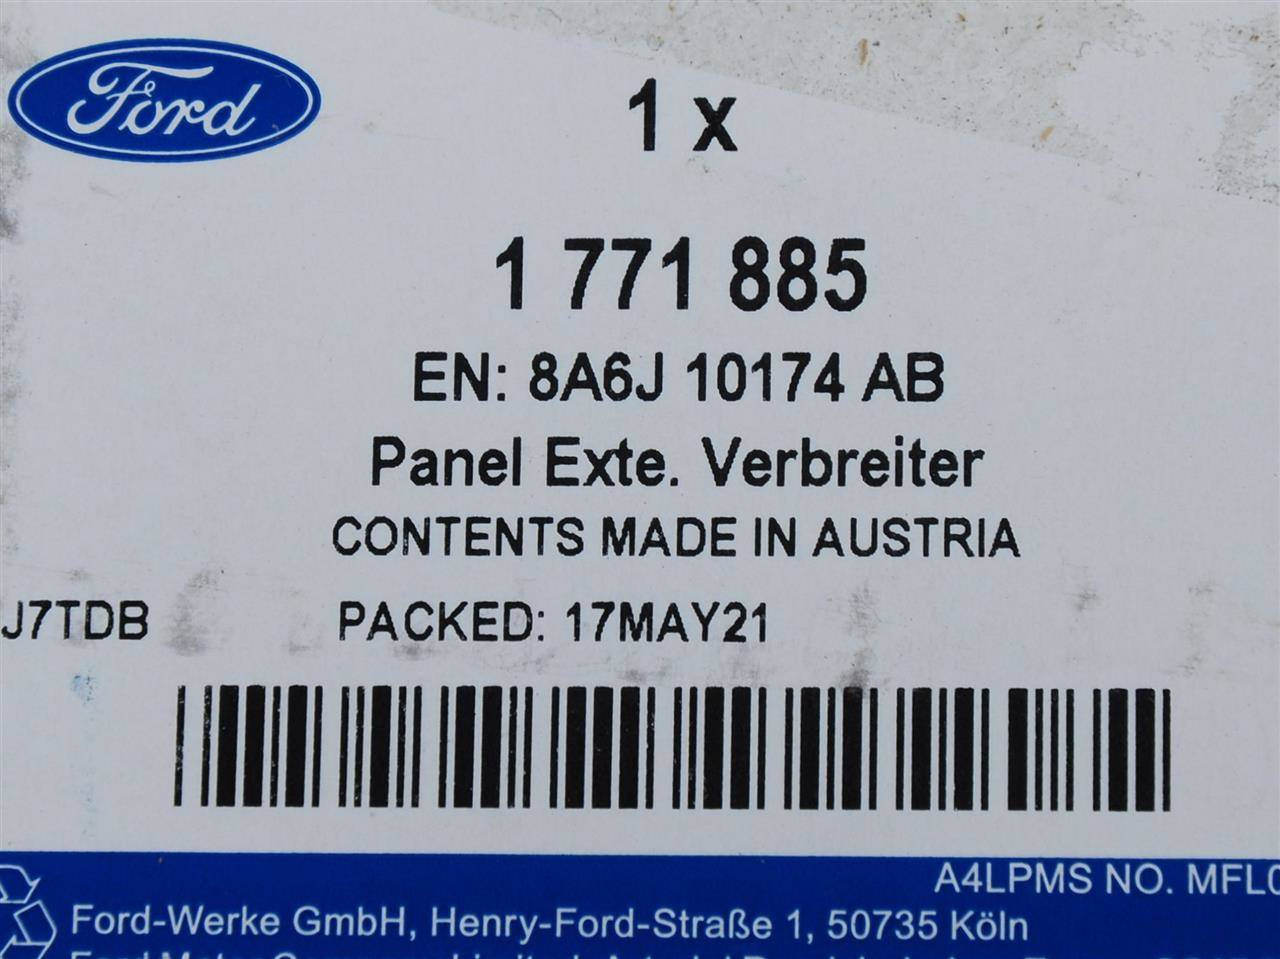 Ford
1 x
1 771 885
EN: 8A6J 10174 AB
Panel Exte. Verbreiter
CONTENTS MADE IN AUSTRIA
J7TDB PACKED: 17MAY21
A4LPMS NO. MFL0
Ford-Werke GmbH, Henry-Ford-Straße 1, 50735 Köln